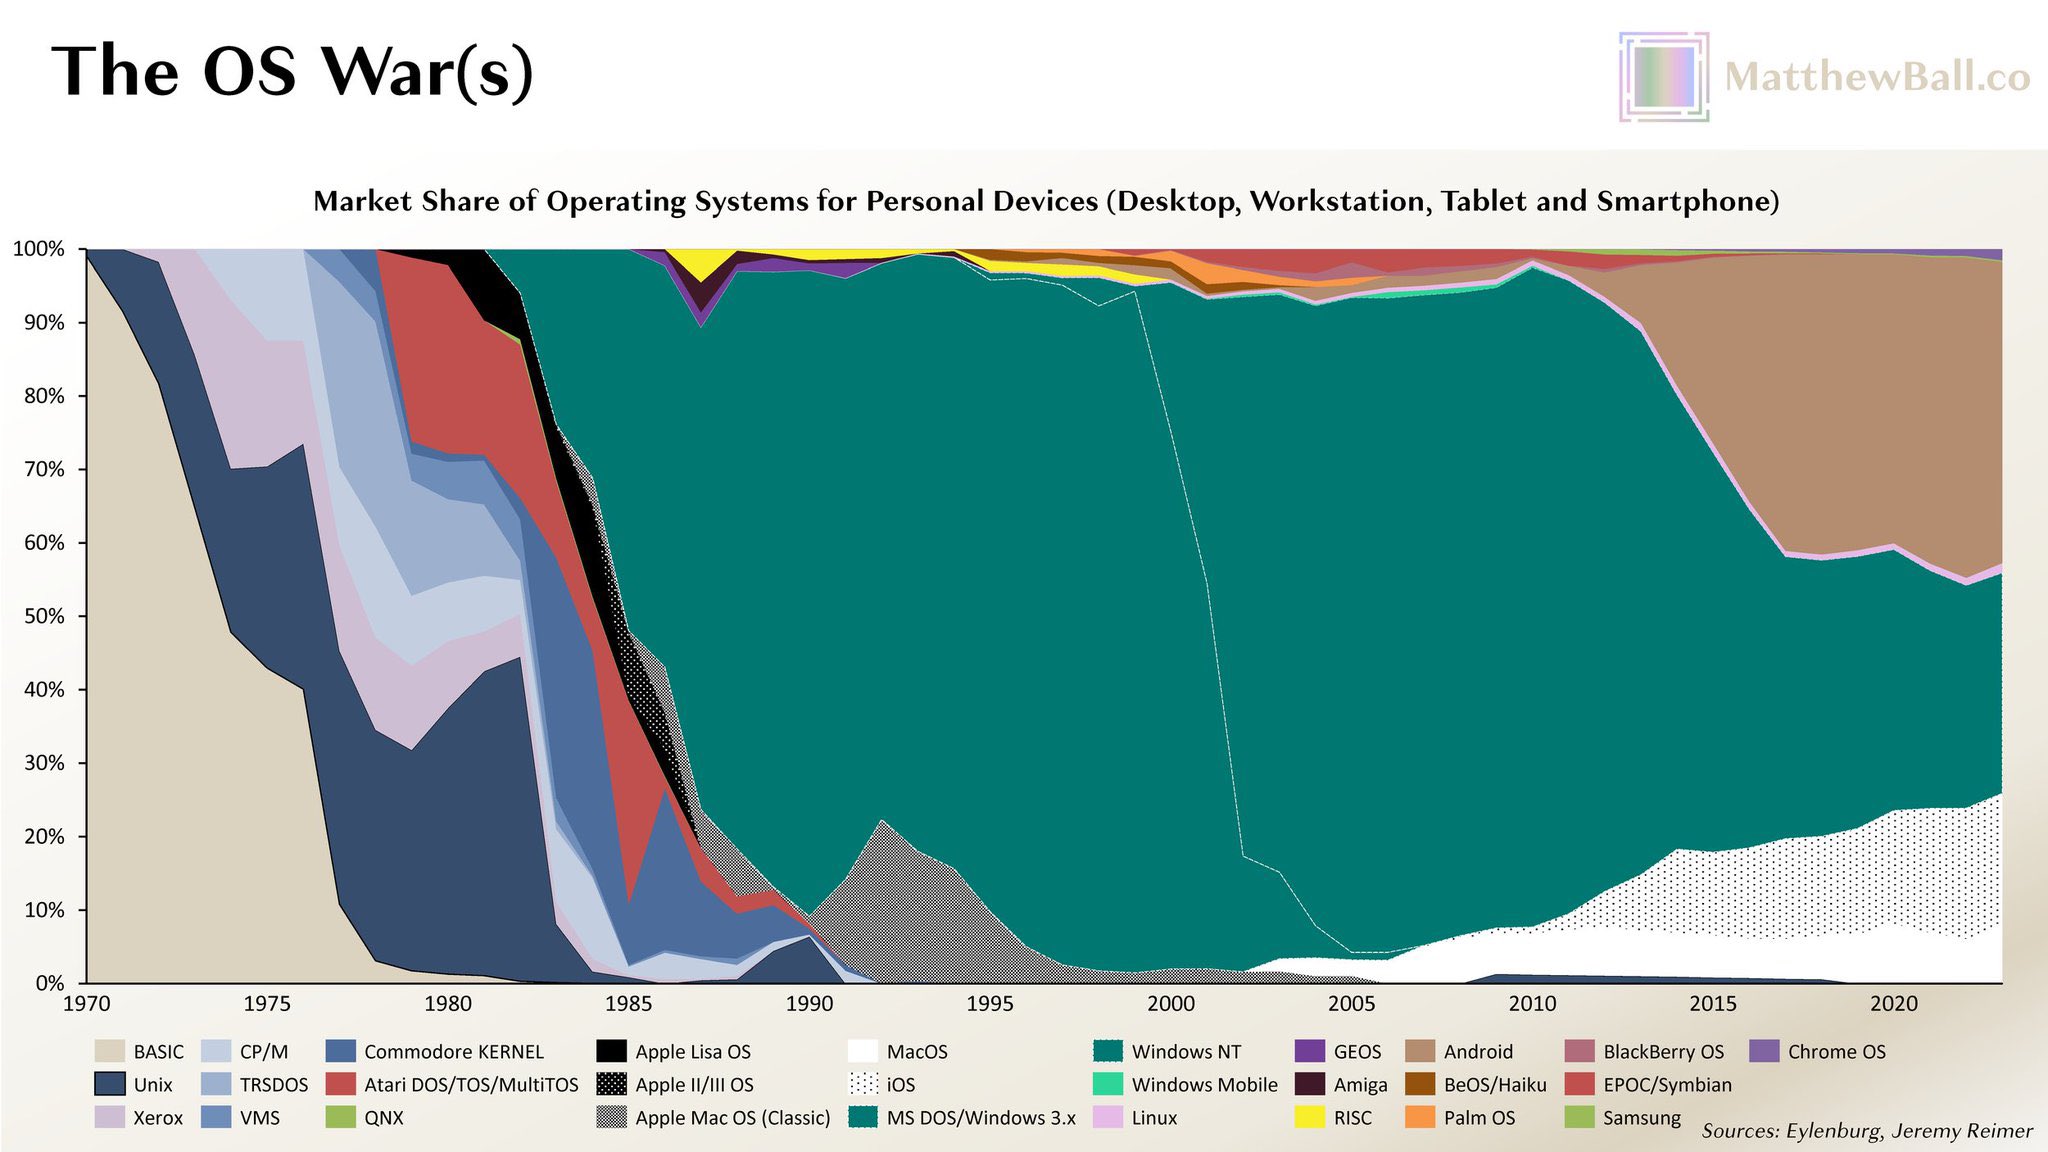 The OS War(s)
MatthewBall.co
Market Share of Operating Systems for Personal Devices (Desktop, Workstation, Tablet and Smartphone)
100%
90%
80%
70%
60%
50%
40%
30%
20%
10%
0%
1970 1975 1980 1985 1990 1995 2000 2005 2010 2015 2020
BASIC CP/M Commodore KERNEL Apple Lisa OS MacOS Windows NT GEOS Android BlackBerry OS Chrome OS
Unix TRSDOS Atari DOS/TOS/MultiTOS Apple II/III OS iOS Windows Mobile Amiga BeOS/Haiku EPOC/Symbian
Xerox VMS QNX Apple Mac OS (Classic) MS DOS/Windows 3.x Linux RISC Palm OS Samsung
Sources: Eylenburg, Jeremy Reimer